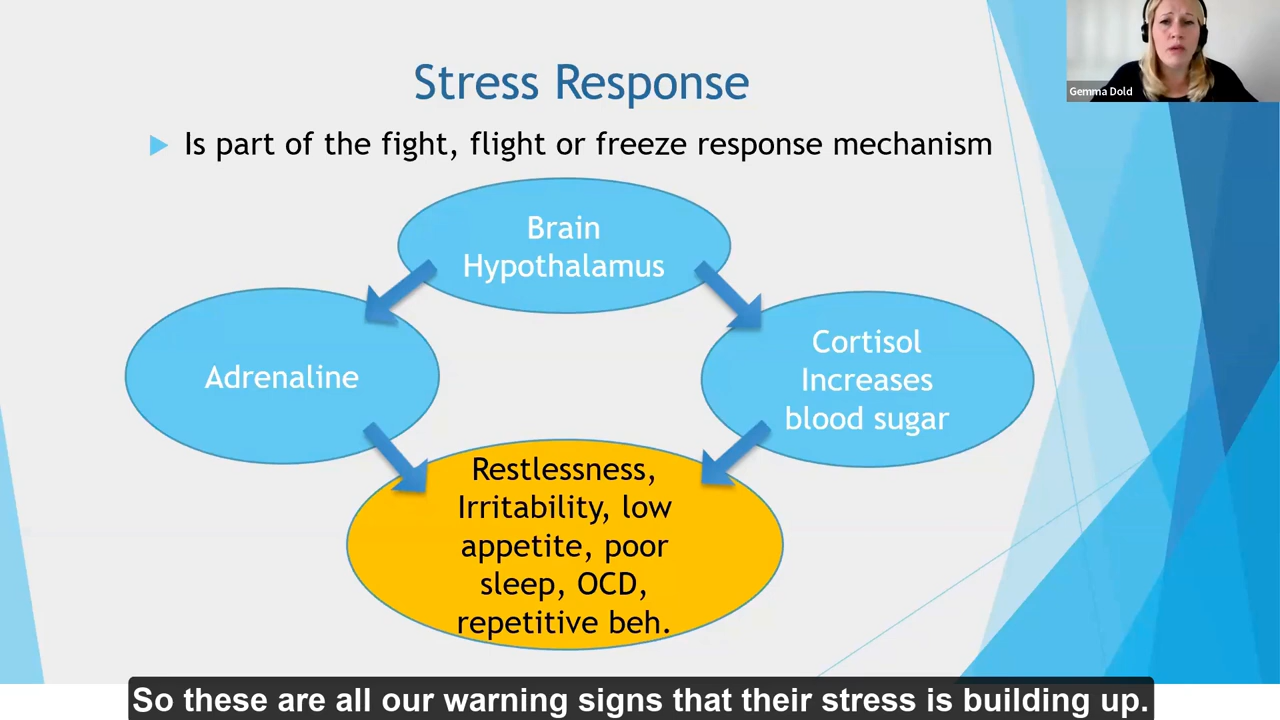 Gemma Dold
Stress Response
Is part of the fight, flight or freeze response mechanism
Brain
Hypothalamus
Adrenaline
Cortisol
Increases
blood sugar
Restlessness,
Irritability, low
appetite, poor
sleep, OCD,
repetitive beh.
So these are all our warning signs that their stress is building up.